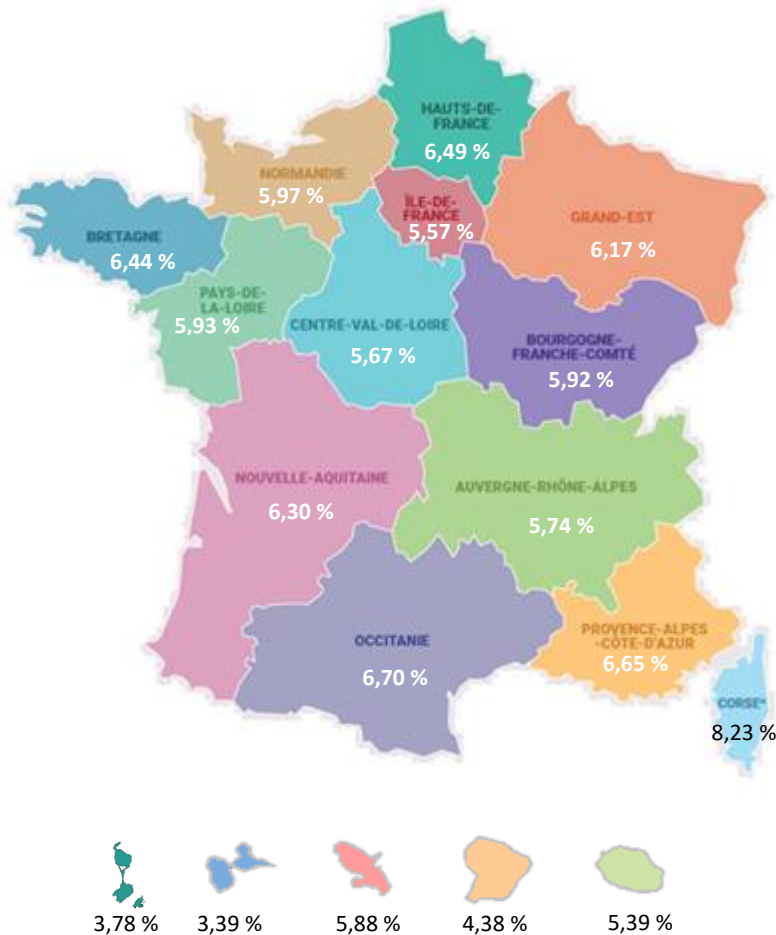 HAUTS-DE-
FRANCE
6,49 %
NORMANDIE
5,97 %
ÎLE-DE-
FRANCE
5,57 %
GRAND-EST
6,17 %
BRETAGNE
6,44 %
PAYS-DE-
LA-LOIRE
5,93 %
CENTRE-VAL-DE-LOIRE
5,67 %
BOURGOGNE-
FRANCHE-COMTÉ
5,92 %
NOUVELLE-AQUITAINE
6,30 %
AUVERGNE-RHÔNE-ALPES
5,74 %
OCCITANIE
6,70 %
PROVENCE-ALPES
-CÔTE-D'AZUR
6,65 %
CORSE*
8,23 %
3,78 %
3,39 %
5,88 %
4,38 %
5,39 %